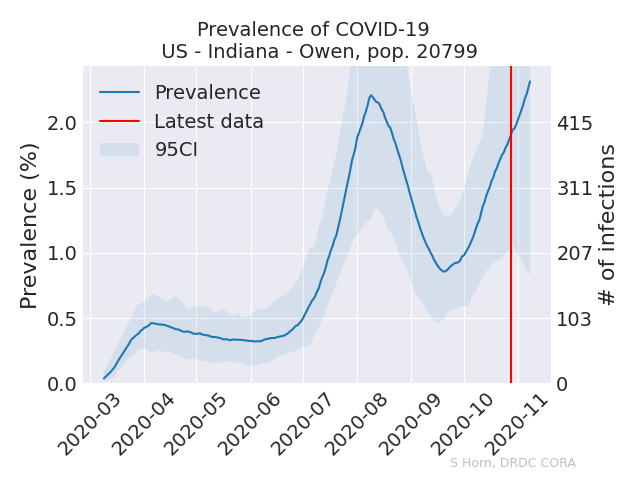 Prevalence of COVID-19
US - Indiana - Owen, pop. 20799
Prevalence
Latest data
95CI
Prevalence (%)
2.0
1.5
1.0
0.5
0.0
415
311
207
103
0
# of infections
2020-03
2020-04
2020-05
2020-06
2020-07
2020-08
2020-09
2020-10
2020-11
S Horn, DRDC CORA